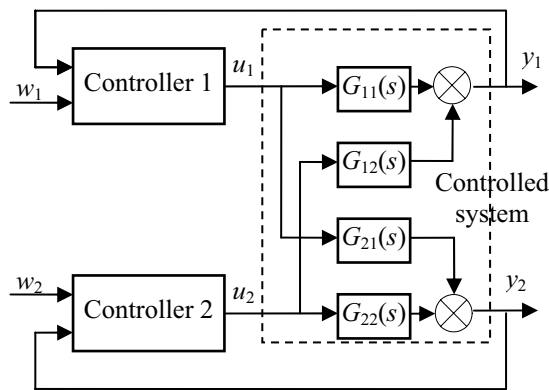 Controller 1
w1
u1
G11(s)
y1
G12(s)
Controlled
system
G21(s)
w2
Controller 2
u2
G22(s)
y2